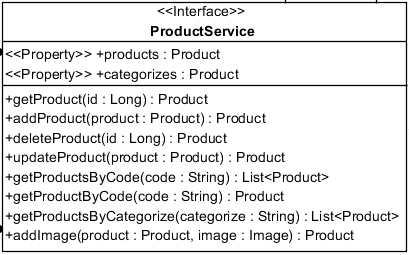 <<Interface>>
ProductService
<<Property>> +products : Product
<<Property>> +categorizes : Product
+getProduct(id : Long) : Product
+addProduct(product : Product) : Product
+deleteProduct(id : Long) : Product
+updateProduct(product : Product) : Product
+getProductsByCode(code : String) : List<Product>
+getProductByCode(code : String) : Product
+getProductsByCategorize(categorize : String) : List<Product>
+addImage(product : Product, image : Image) : Product